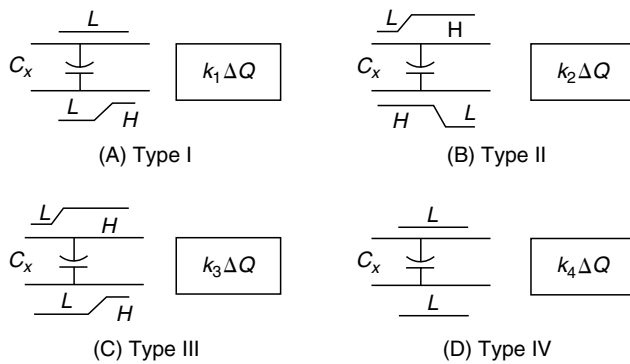 L
C_x
L H
k_1ΔQ
(A) Type I
L H
C_x
H L
k_2ΔQ
(B) Type II
L H
C_x
L H
k_3ΔQ
(C) Type III
L
C_x
L
k_4ΔQ
(D) Type IV